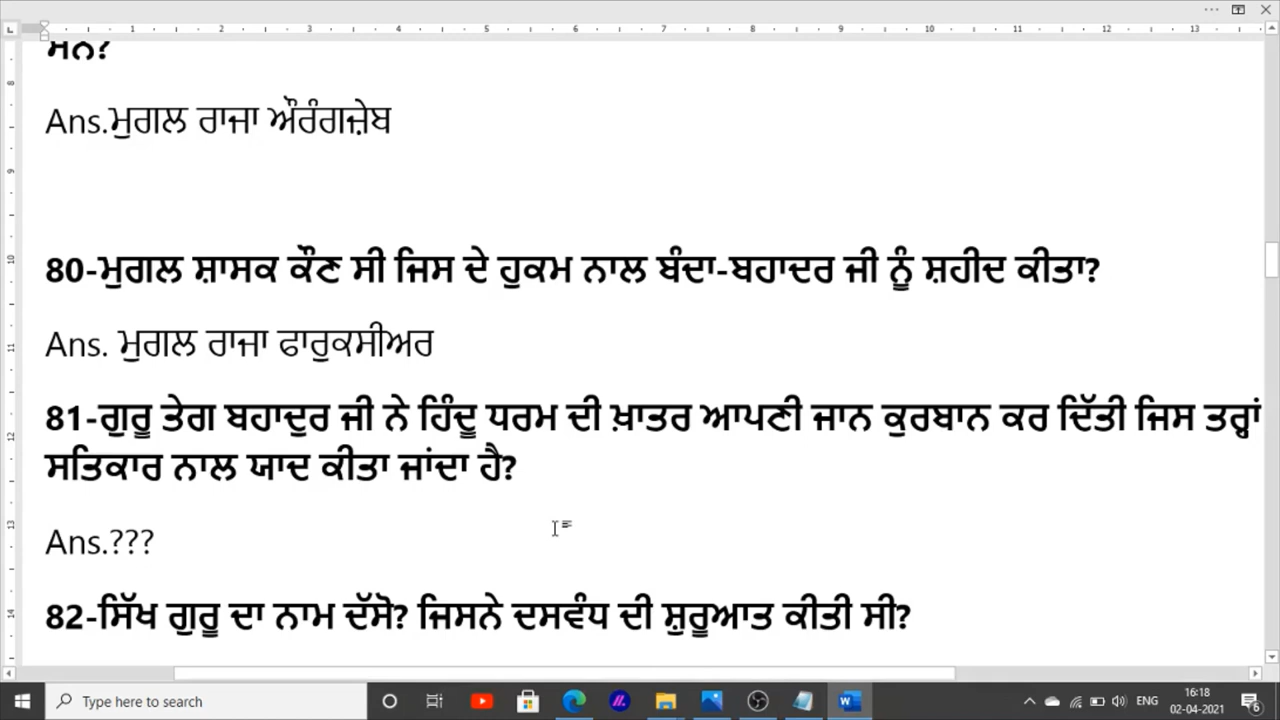 ਸਨ?
Ans.ਮੁਗਲ ਰਾਜਾ ਔਰੰਗਜ਼ੇਬ
80-ਮੁਗਲ ਸ਼ਾਸਕ ਕੌਣ ਸੀ ਜਿਸ ਦੇ ਹੁਕਮ ਨਾਲ ਬੰਦਾ-ਬਹਾਦਰ ਜੀ ਨੂੰ ਸ਼ਹੀਦ ਕੀਤਾ?
Ans. ਮੁਗਲ ਰਾਜਾ ਫਾਰੁਕਸੀਅਰ
81-ਗੁਰੂ ਤੇਗ ਬਹਾਦੁਰ ਜੀ ਨੇ ਹਿੰਦੂ ਧਰਮ ਦੀ ਖ਼ਾਤਰ ਆਪਣੀ ਜਾਨ ਕੁਰਬਾਨ ਕਰ ਦਿੱਤੀ ਜਿਸ ਤਰ੍ਹਾਂ
ਸਤਿਕਾਰ ਨਾਲ ਯਾਦ ਕੀਤਾ ਜਾਂਦਾ ਹੈ?
Ans.???
82-ਸਿੱਖ ਗੁਰੂ ਦਾ ਨਾਮ ਦੱਸੋ? ਜਿਸਨੇ ਦਸਵੰਧ ਦੀ ਸ਼ੁਰੂਆਤ ਕੀਤੀ ਸੀ?
Type here to search
ENG
16:18
02-04-2021
6